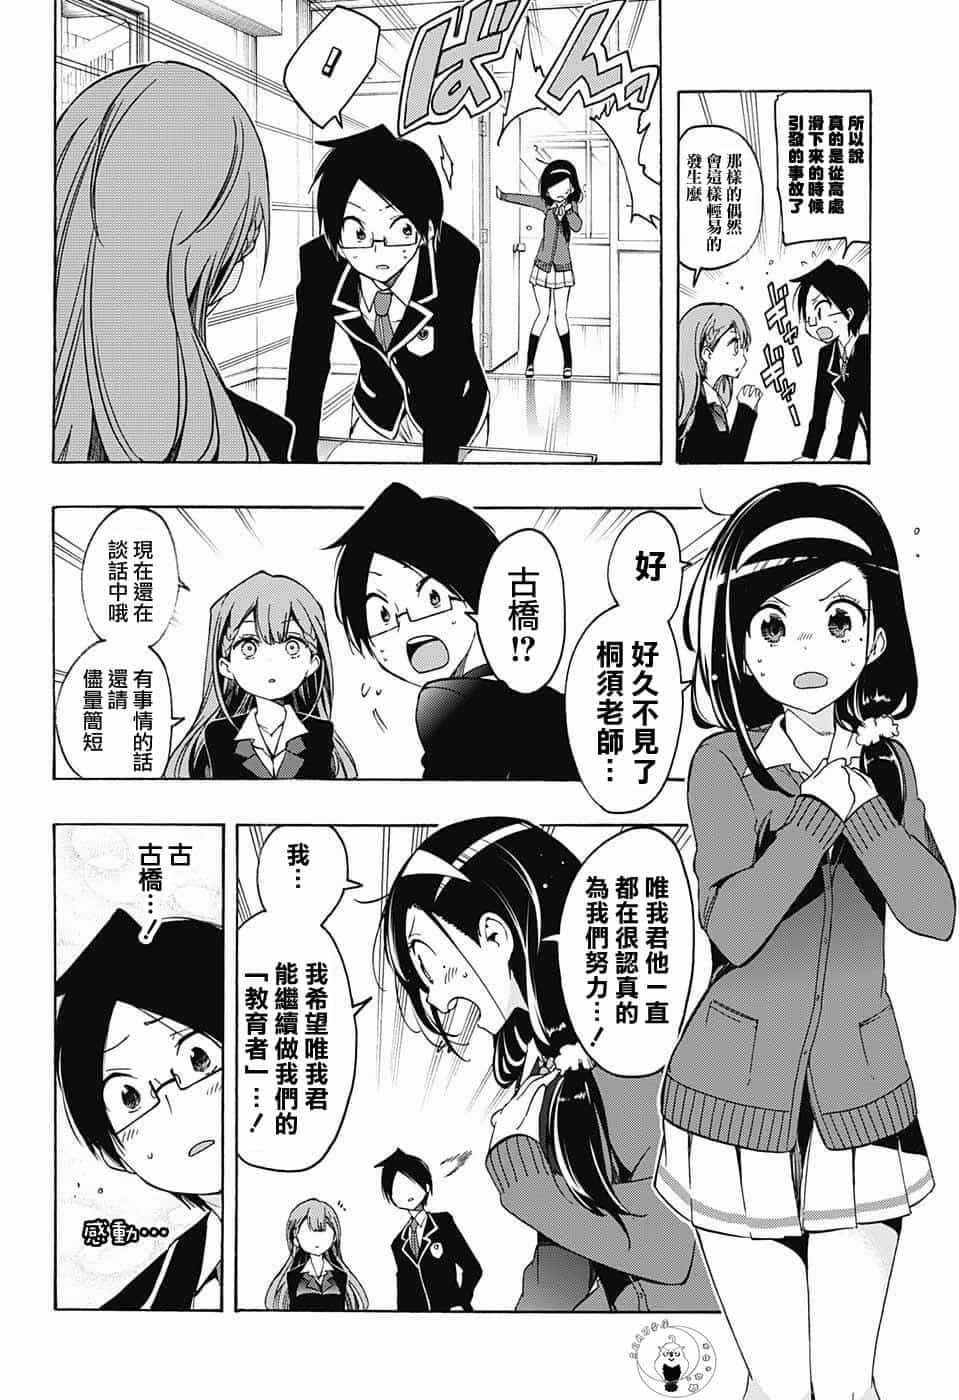 所以說
真的是從高處
滑下來的時候
引發的事故了
那樣的偶然
會這樣輕易的
發生麼
ギャーギャー
ばんっ
！
好
好久不見了
桐須老師…
古橋!?
現在還在
談話中哦
有事情的話
還請
儘量簡短
唯我君他一直
都在很認真的
為我們努力…！
我…
我希望唯我君
能繼續做我們的
「教育者」…！
古
古橋…！
感動…